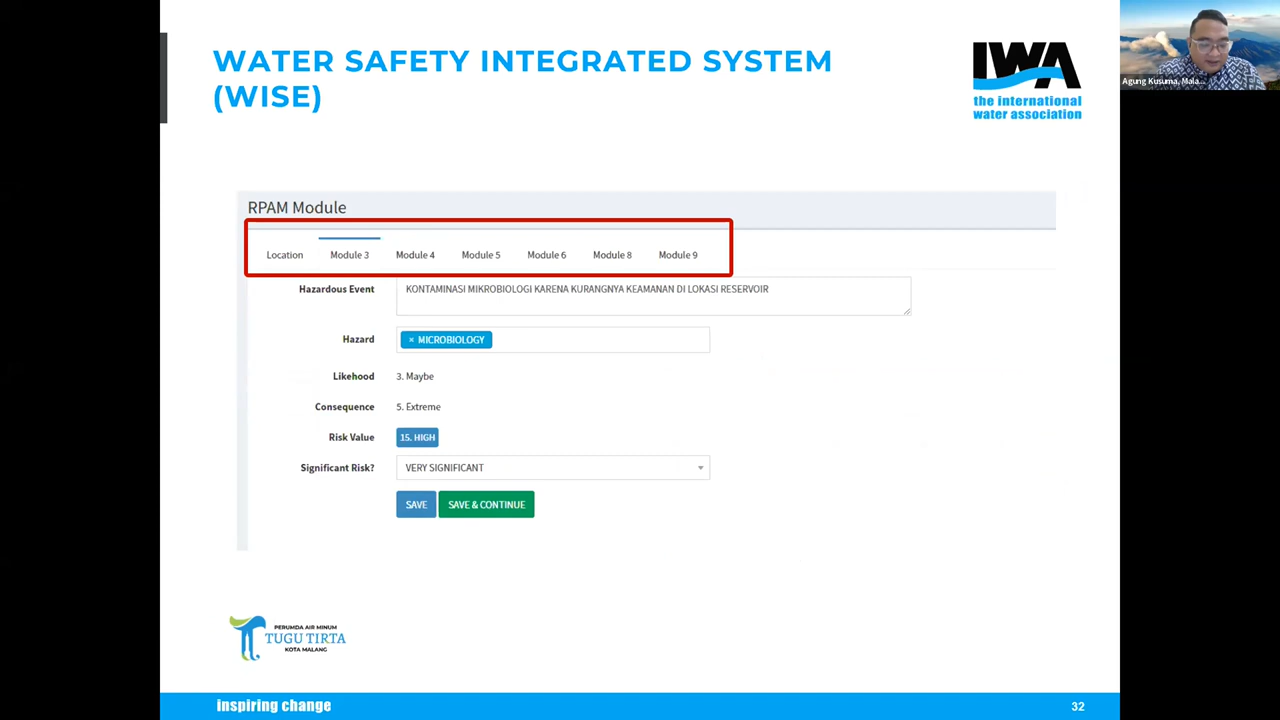 WATER SAFETY INTEGRATED SYSTEM
(WISE)
IWA
the international
water association
Agung Kusuma, Mala...
RPAM Module
Location Module 3 Module 4 Module 5 Module 6 Module 8 Module 9
Hazardous Event KONTAMINASI MIKROBIOLOGI KARENA KURANGNYA KEAMANAN DI LOKASI RESERVOIR
Hazard × MICROBIOLOGY
Likehood 3. Maybe
Consequence 5. Extreme
Risk Value 15. HIGH
Significant Risk? VERY SIGNIFICANT
SAVE SAVE & CONTINUE
PERUMDA AIR MINUM
TUGU TIRTA
KOTA MALANG
inspiring change 32